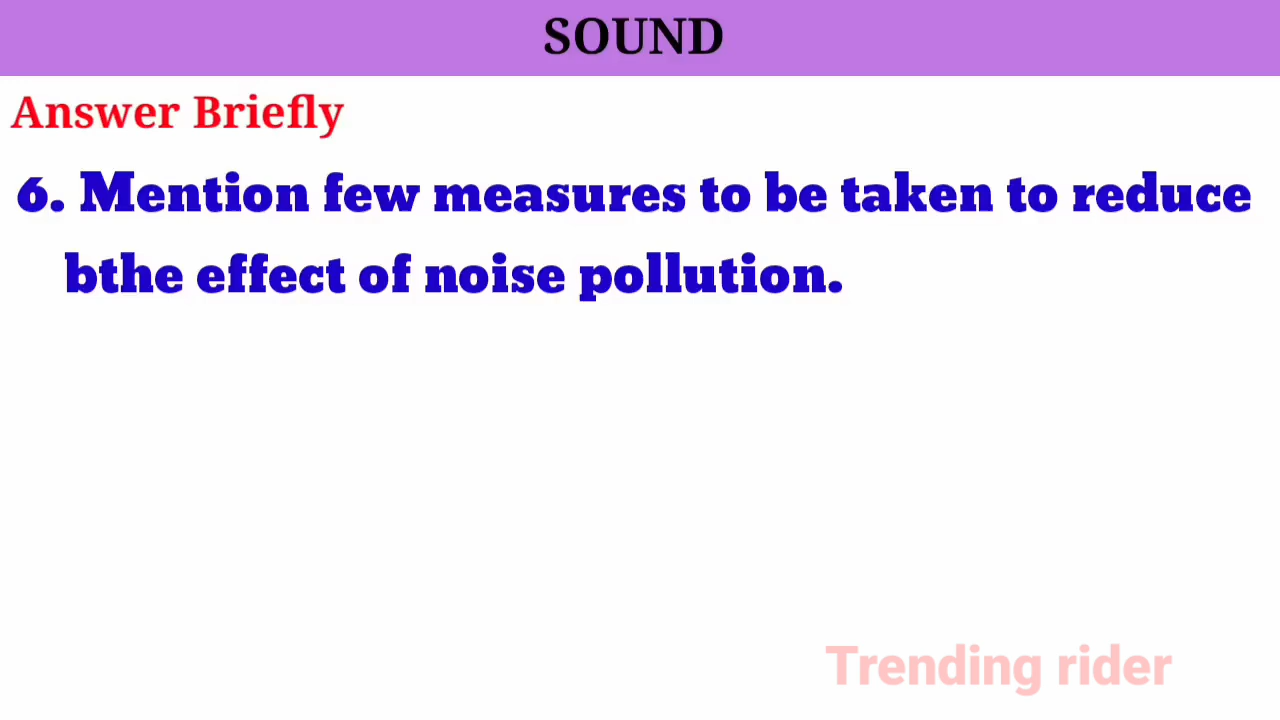 SOUND
Answer Briefly
6. Mention few measures to be taken to reduce
bthe effect of noise pollution.
Trending rider